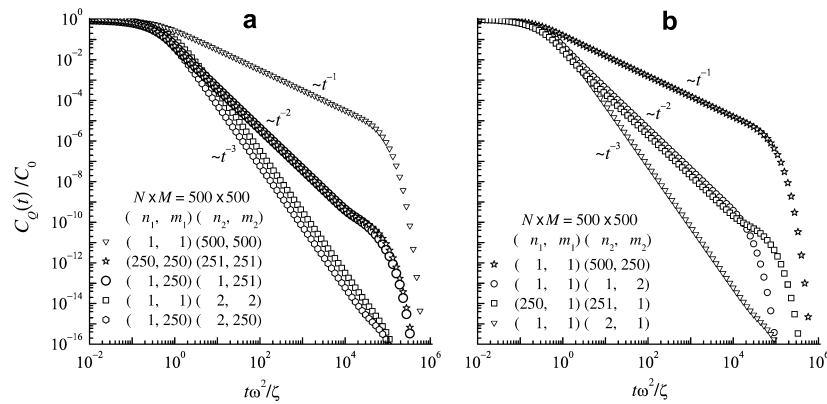 a
10^0
10^-2
10^-4
10^-6
10^-8
10^-10
10^-12
10^-14
10^-16
C_Q(t) / C_0
~t^-1
~t^-2
~t^-3
N x M = 500 x 500
( n_1, m_1) ( n_2, m_2)
( 1, 1) (500, 500)
(250, 250) (251, 251)
( 1, 250) ( 1, 251)
( 1, 1) ( 2, 2)
( 1, 250) ( 2, 250)
10^-2 10^0 10^2 10^4 10^6
tω^2/ζ
b
~t^-1
~t^-2
~t^-3
N x M = 500 x 500
( n_1, m_1) ( n_2, m_2)
( 1, 1) (500, 250)
( 1, 1) ( 1, 2)
(250, 1) (251, 1)
( 1, 1) ( 2, 1)
10^-2 10^0 10^2 10^4 10^6
tω^2/ζ